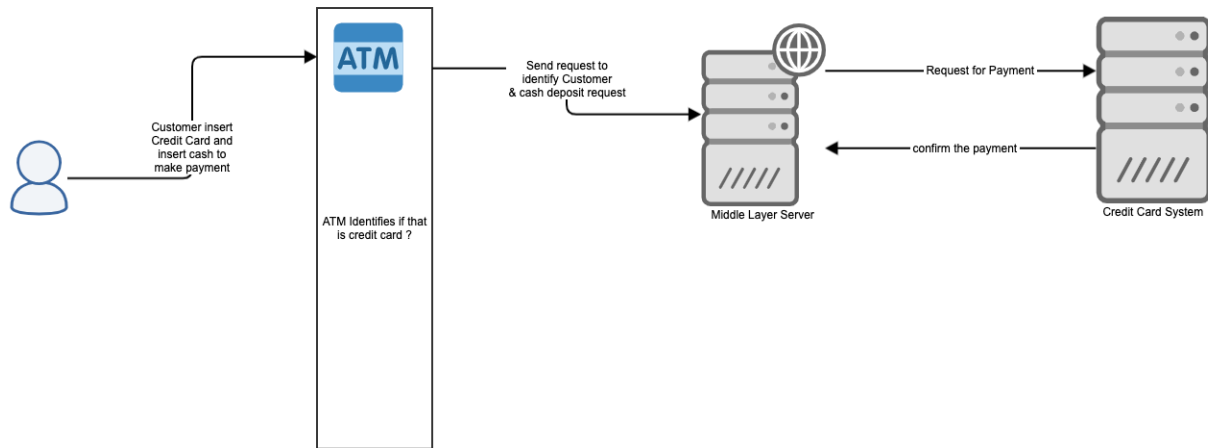 ATM
Send request to
identify Customer
& cash deposit request
Request for Payment
Customer insert
Credit Card and
insert cash to
make payment
confirm the payment
Middle Layer Server
Credit Card System
ATM Identifies if that
is credit card ?